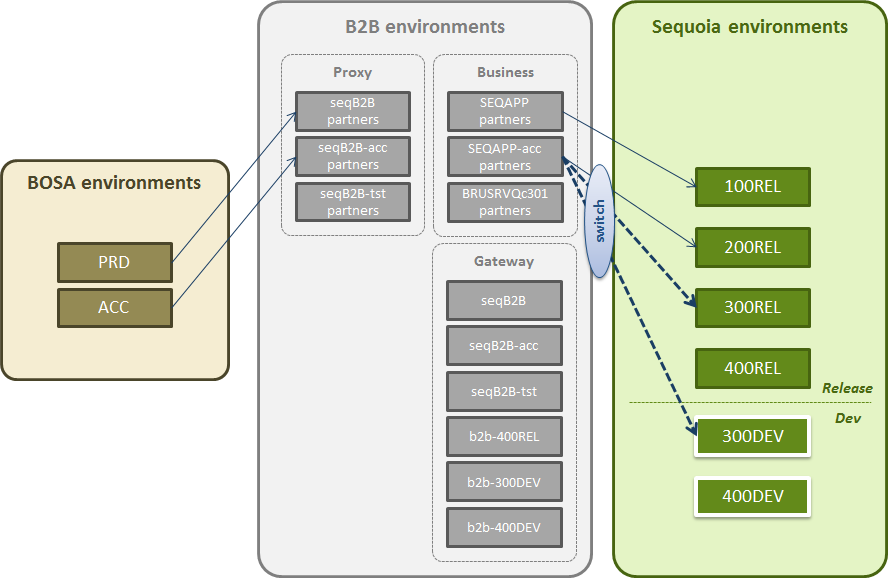 BOSA environments
PRD
ACC
B2B environments
Proxy
seqB2B
partners
seqB2B-acc
partners
seqB2B-tst
partners
Business
SEQAPP
partners
SEQAPP-acc
partners
BRUSRVQc301
partners
Gateway
seqB2B
seqB2B-acc
seqB2B-tst
b2b-400REL
b2b-300DEV
b2b-400DEV
switch
Sequoia environments
100REL
200REL
300REL
400REL
Release
Dev
300DEV
400DEV